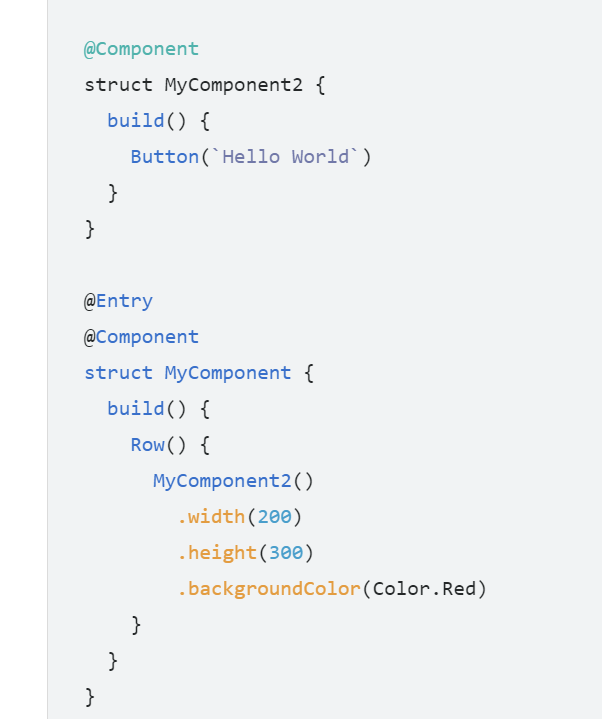 @Component
struct MyComponent2 {
  build() {
    Button(`Hello World`)
  }
}

@Entry
@Component
struct MyComponent {
  build() {
    Row() {
      MyComponent2()
        .width(200)
        .height(300)
        .backgroundColor(Color.Red)
    }
  }
}